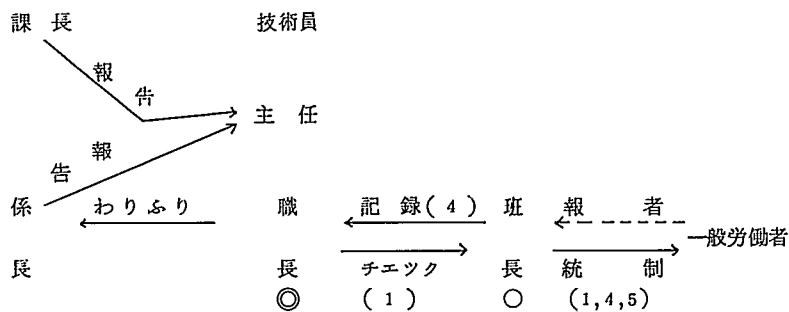 課長 技術員
報告
主任
報告
係長 わりふり 職長 記録(4) 班長 報者 一般労働者
チエツク 統制
◎ (1) ○ (1,4,5)